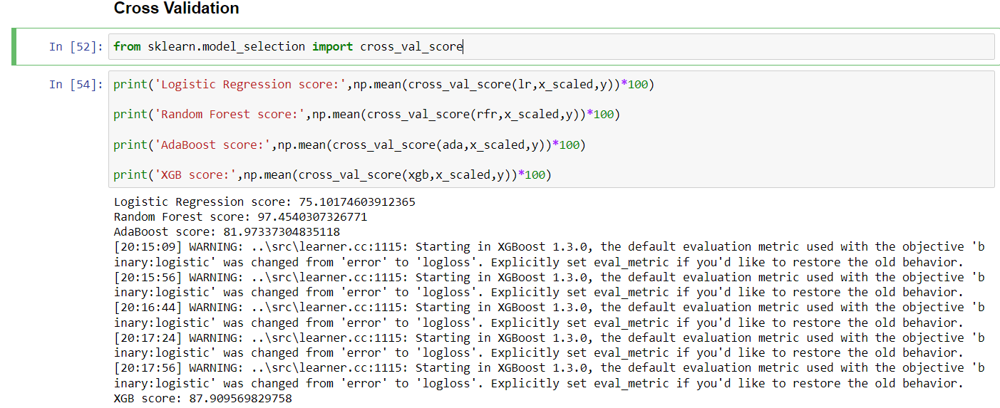 Cross Validation
In [52]: from sklearn.model_selection import cross_val_score
In [54]: print('Logistic Regression score:',np.mean(cross_val_score(lr,x_scaled,y))*100)
print('Random Forest score:',np.mean(cross_val_score(rfr,x_scaled,y))*100)
print('AdaBoost score:',np.mean(cross_val_score(ada,x_scaled,y))*100)
print('XGB score:',np.mean(cross_val_score(xgb,x_scaled,y))*100)
Logistic Regression score: 75.10174603912365
Random Forest score: 97.4540307326771
AdaBoost score: 81.97337304835118
[20:15:09] WARNING: ..\src\learner.cc:1115: Starting in XGBoost 1.3.0, the default evaluation metric used with the objective 'b
inary:logistic' was changed from 'error' to 'logloss'. Explicitly set eval_metric if you'd like to restore the old behavior.
[20:15:56] WARNING: ..\src\learner.cc:1115: Starting in XGBoost 1.3.0, the default evaluation metric used with the objective 'b
inary:logistic' was changed from 'error' to 'logloss'. Explicitly set eval_metric if you'd like to restore the old behavior.
[20:16:44] WARNING: ..\src\learner.cc:1115: Starting in XGBoost 1.3.0, the default evaluation metric used with the objective 'b
inary:logistic' was changed from 'error' to 'logloss'. Explicitly set eval_metric if you'd like to restore the old behavior.
[20:17:24] WARNING: ..\src\learner.cc:1115: Starting in XGBoost 1.3.0, the default evaluation metric used with the objective 'b
inary:logistic' was changed from 'error' to 'logloss'. Explicitly set eval_metric if you'd like to restore the old behavior.
[20:17:56] WARNING: ..\src\learner.cc:1115: Starting in XGBoost 1.3.0, the default evaluation metric used with the objective 'b
inary:logistic' was changed from 'error' to 'logloss'. Explicitly set eval_metric if you'd like to restore the old behavior.
XGB score: 87.909569829758